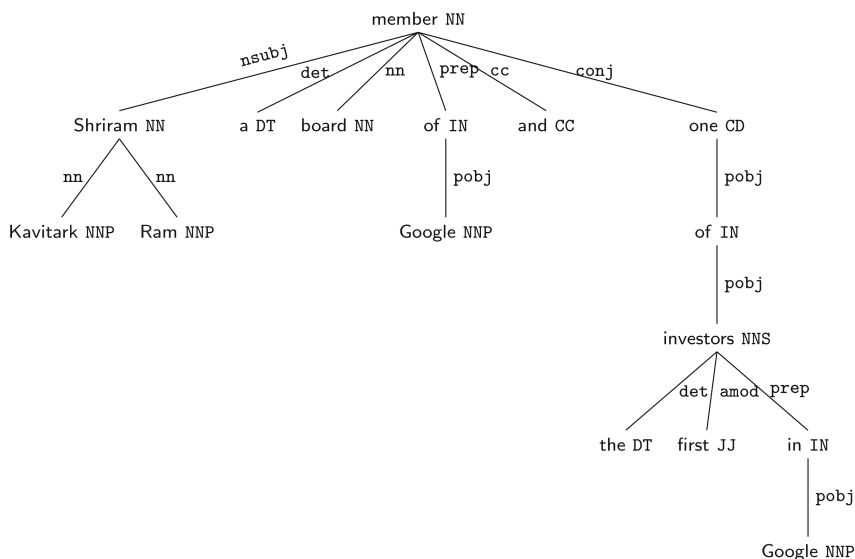 member NN
nsubj det nn prep cc conj
Shriram NN a DT board NN of IN and CC one CD
nn nn pobj pobj
Kavitark NNP Ram NNP Google NNP of IN
pobj
investors NNS
det amod prep
the DT first JJ in IN
pobj
Google NNP